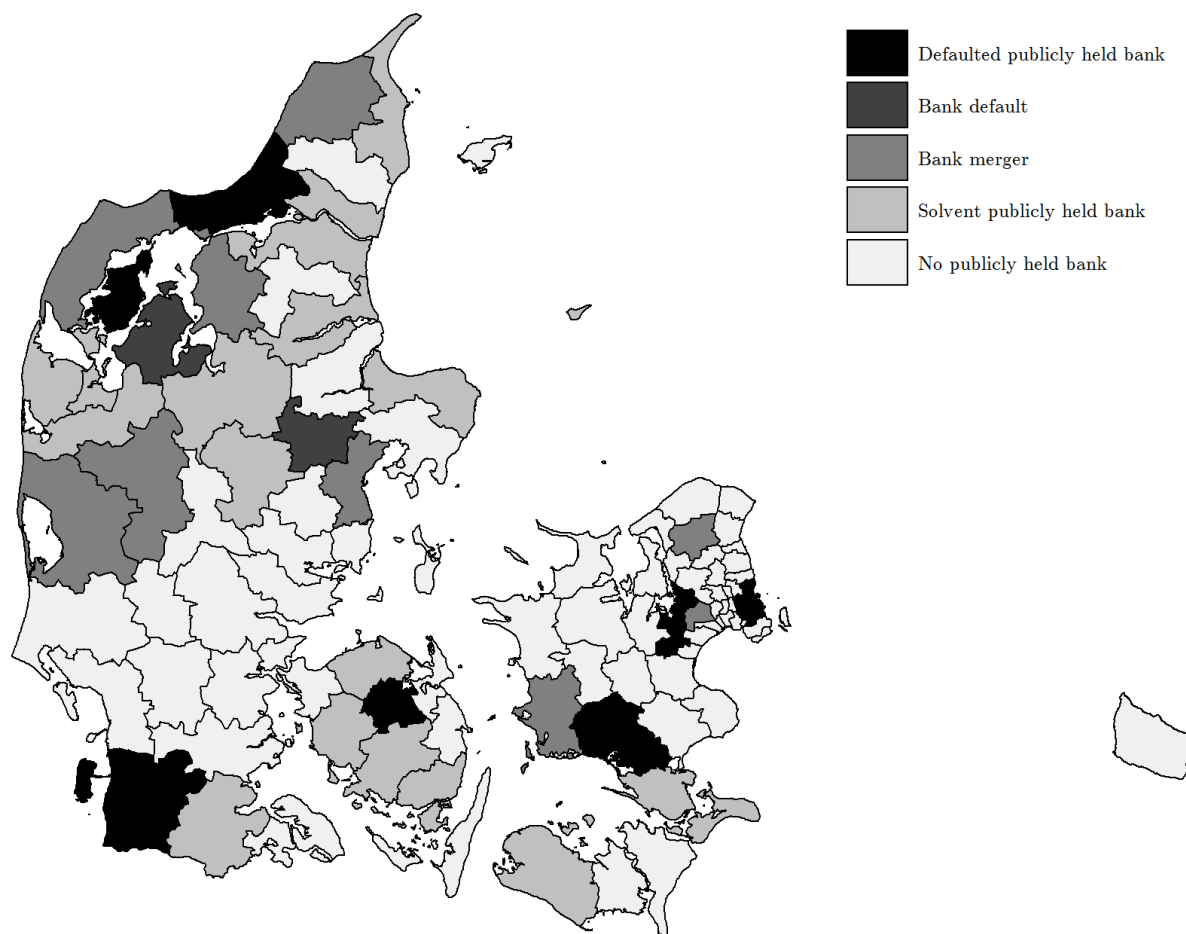 Defaulted publicly held bank
Bank default
Bank merger
Solvent publicly held bank
No publicly held bank